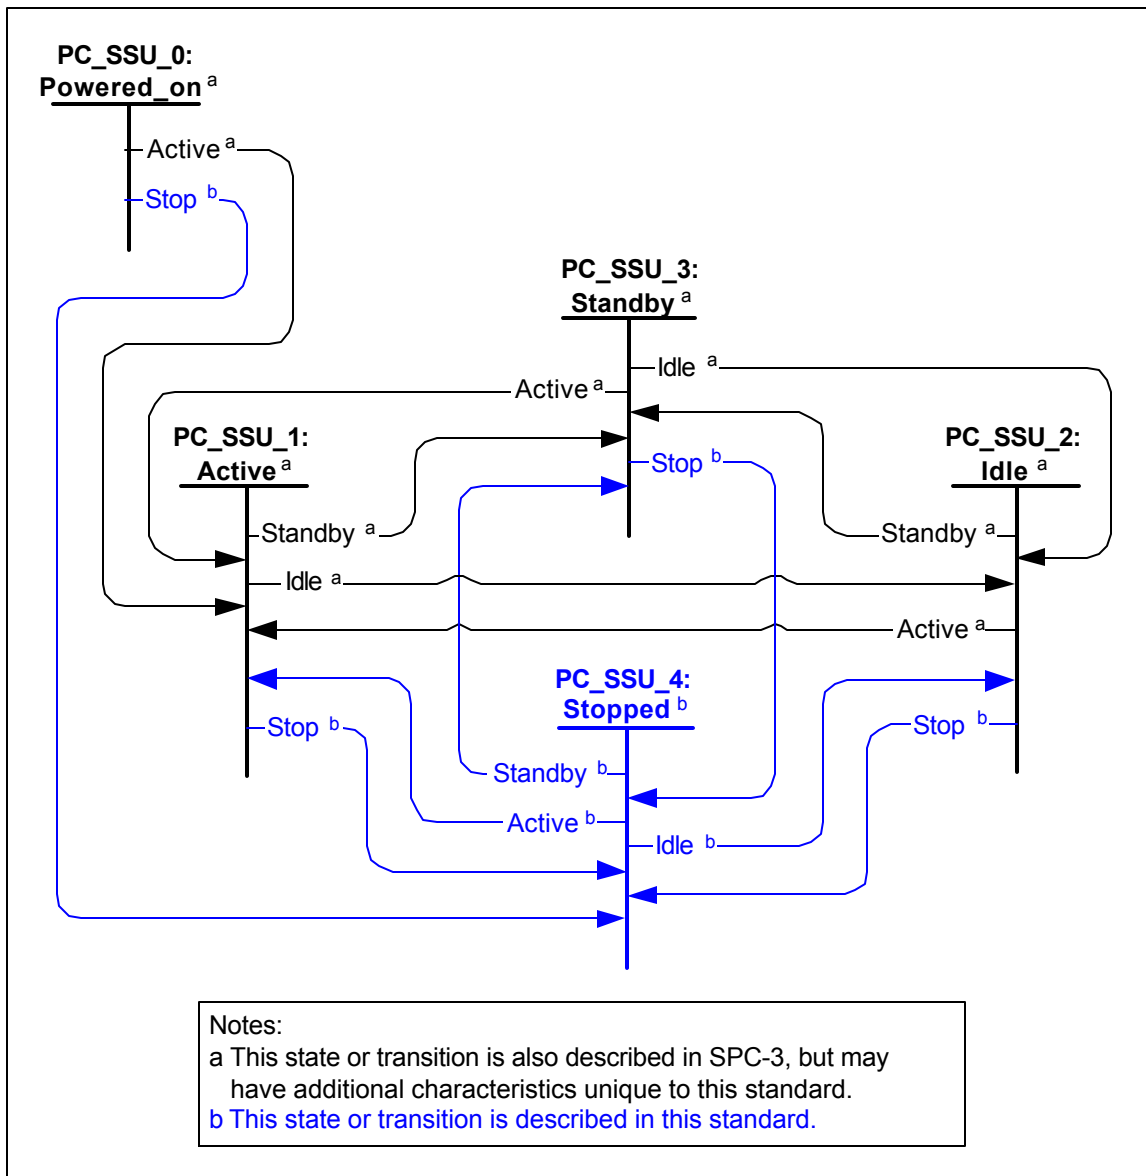 PC_SSU_0:
Powered_on a
Active a
Stop b
PC_SSU_3:
Standby a
Idle a
Active a
Stop b
PC_SSU_1:
Active a
Standby a
Idle a
Stop b
PC_SSU_2:
Idle a
Standby a
Active a
Stop b
PC_SSU_4:
Stopped b
Standby b
Active b
Idle b
Notes:
a This state or transition is also described in SPC-3, but may
have additional characteristics unique to this standard.
b This state or transition is described in this standard.